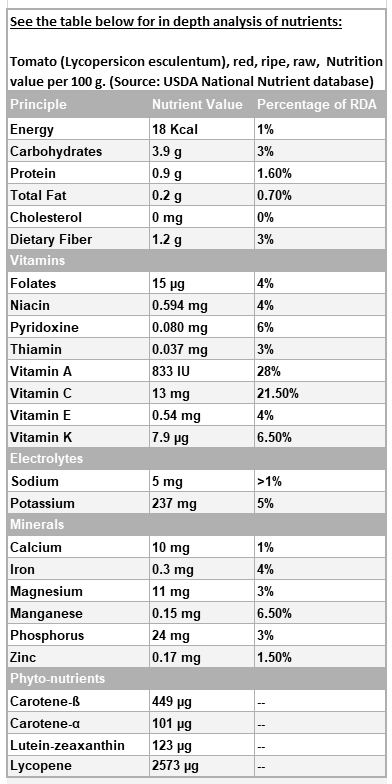 See the table below for in depth analysis of nutrients:
Tomato (Lycopersicon esculentum), red, ripe, raw, Nutrition
value per 100 g. (Source: USDA National Nutrient database)
Principle Nutrient Value Percentage of RDA
Energy 18 Kcal 1%
Carbohydrates 3.9 g 3%
Protein 0.9 g 1.60%
Total Fat 0.2 g 0.70%
Cholesterol 0 mg 0%
Dietary Fiber 1.2 g 3%
Vitamins
Folates 15 µg 4%
Niacin 0.594 mg 4%
Pyridoxine 0.080 mg 6%
Thiamin 0.037 mg 3%
Vitamin A 833 IU 28%
Vitamin C 13 mg 21.50%
Vitamin E 0.54 mg 4%
Vitamin K 7.9 µg 6.50%
Electrolytes
Sodium 5 mg >1%
Potassium 237 mg 5%
Minerals
Calcium 10 mg 1%
Iron 0.3 mg 4%
Magnesium 11 mg 3%
Manganese 0.15 mg 6.50%
Phosphorus 24 mg 3%
Zinc 0.17 mg 1.50%
Phyto-nutrients
Carotene-ß 449 µg --
Carotene-α 101 µg --
Lutein-zeaxanthin 123 µg --
Lycopene 2573 µg --